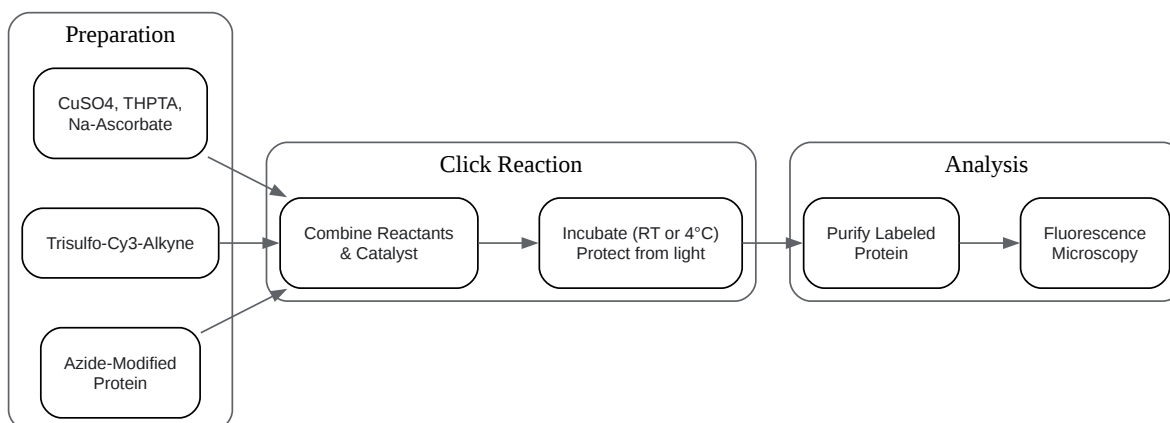 Preparation
CuSO4, THPTA,
Na-Ascorbate
Trisulfo-Cy3-Alkyne
Azide-Modified
Protein
Click Reaction
Combine Reactants
& Catalyst
Incubate (RT or 4°C)
Protect from light
Analysis
Purify Labeled
Protein
Fluorescence
Microscopy